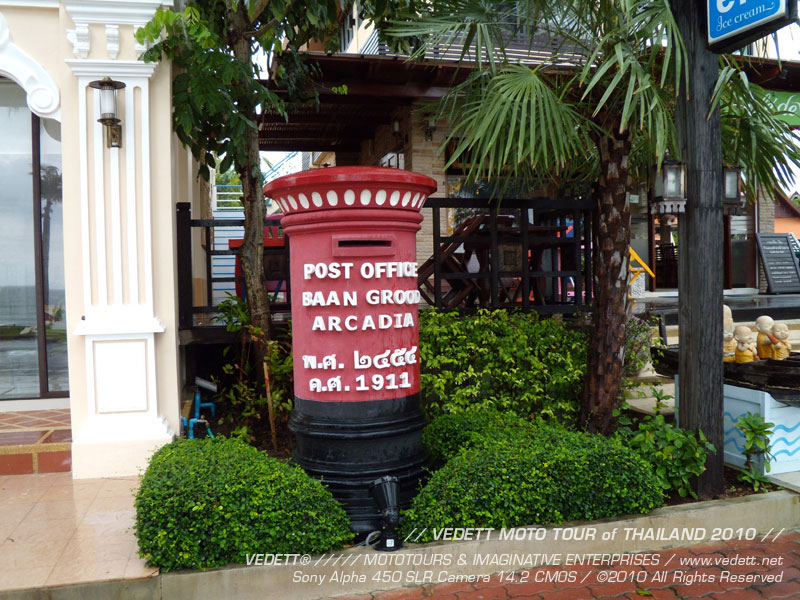 Ice cream
POST OFFICE
BAAN GROOD
ARCADIA
พ.ศ. ๒๔๕๔
ค.ศ. 1911
// VEDETT MOTO TOUR of THAILAND 2010 //
VEDETT® ///// MOTOTOURS & IMAGINATIVE ENTERPRISES / www.vedett.net
Sony Alpha 450 SLR Camera 14.2 CMOS / ©2010 All Rights Reserved